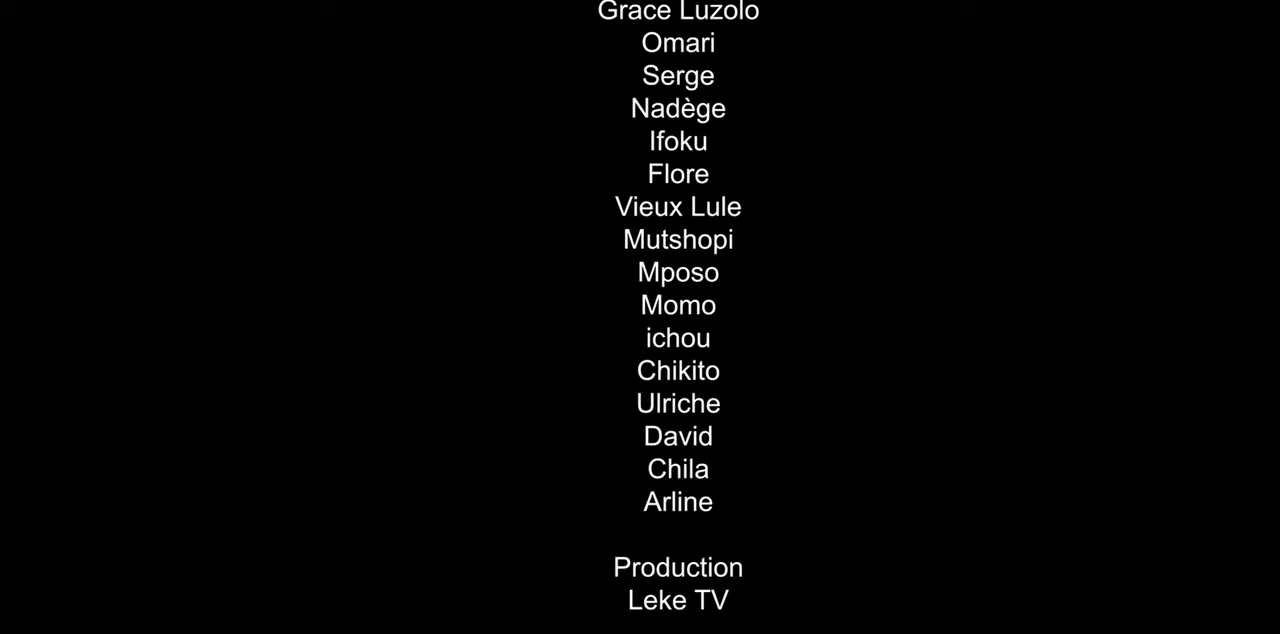 Grace Luzolo
Omari
Serge
Nadège
Ifoku
Flore
Vieux Lule
Mutshopi
Mposo
Momo
ichou
Chikito
Ulriche
David
Chila
Arline
Production
Leke TV